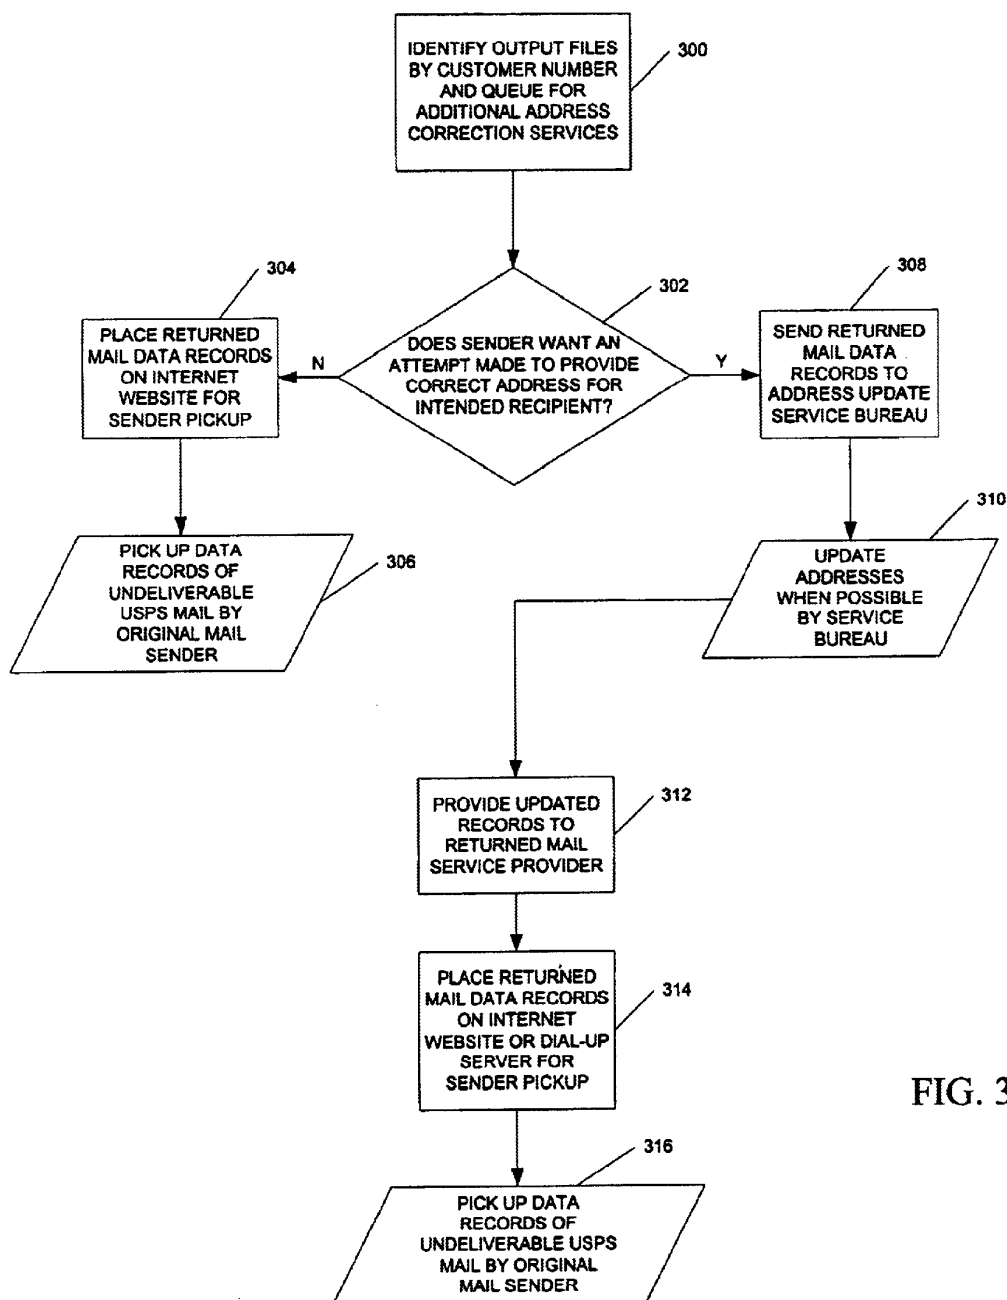 IDENTIFY OUTPUT FILES
BY CUSTOMER NUMBER
AND QUEUE FOR
ADDITIONAL ADDRESS
CORRECTION SERVICES
300
304
PLACE RETURNED
MAIL DATA RECORDS
ON INTERNET
WEBSITE FOR
SENDER PICKUP
N
302
DOES SENDER WANT AN
ATTEMPT MADE TO PROVIDE
CORRECT ADDRESS FOR
INTENDED RECIPIENT?
Y
308
SEND RETURNED
MAIL DATA
RECORDS TO
ADDRESS UPDATE
SERVICE BUREAU
PICK UP DATA
RECORDS OF
UNDELIVERABLE
USPS MAIL BY
ORIGINAL MAIL
SENDER
306
310
UPDATE
ADDRESSES
WHEN POSSIBLE
BY SERVICE
BUREAU
PROVIDE UPDATED
RECORDS TO
RETURNED MAIL
SERVICE PROVIDER
312
PLACE RETURNED
MAIL DATA RECORDS
ON INTERNET
WEBSITE OR DIAL-UP
SERVER FOR
SENDER PICKUP
314
FIG. 3
316
PICK UP DATA
RECORDS OF
UNDELIVERABLE USPS
MAIL BY ORIGINAL
MAIL SENDER